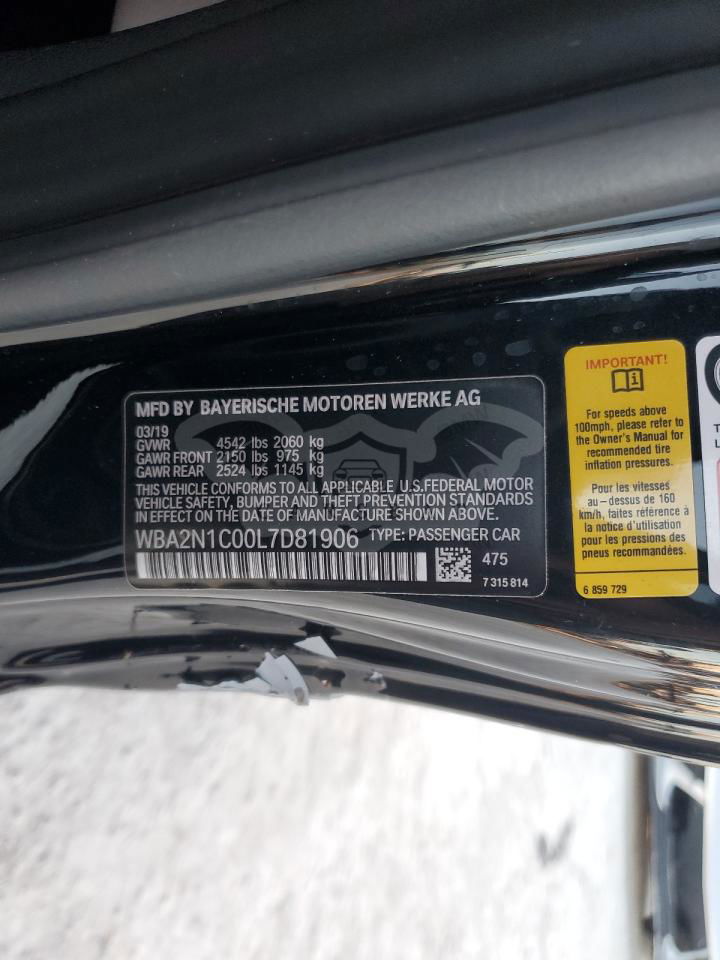 MFD BY BAYERISCHE MOTOREN WERKE AG
03/19
GVWR 4542 lbs 2060 kg
GAWR FRONT 2150 lbs 975 kg
GAWR REAR 2524 lbs 1145 kg
THIS VEHICLE CONFORMS TO ALL APPLICABLE U.S.FEDERAL MOTOR
VEHICLE SAFETY, BUMPER AND THEFT PREVENTION STANDARDS
IN EFFECT ON THE DATE OF MANUFACTURE SHOWN ABOVE.
WBA2N1C00L7D81906 TYPE: PASSENGER CAR
475
7 315 814
IMPORTANT!
For speeds above
100mph, please refer to
the Owner's Manual for
recommended tire
inflation pressures.
Pour les vitesses
au-dessus de 160
km/h, faites référence à
la notice d'utilisation
pour les pressions de
pneus recommandées.
6 859 729